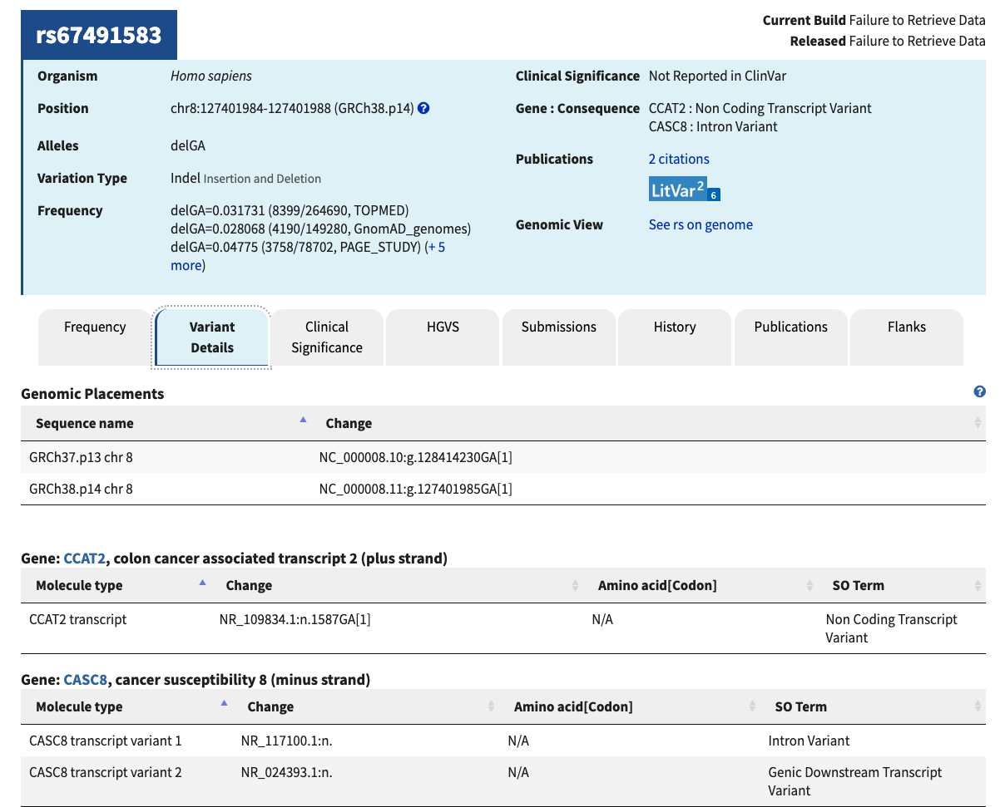 rs67491583
Current Build Failure to Retrieve Data
Released Failure to Retrieve Data
Organism Homo sapiens
Position chr8:127401984-127401988 (GRCh38.p14) ?
Alleles delGA
Variation Type Indel Insertion and Deletion
Frequency delGA=0.031731 (8399/264690, TOPMED)
delGA=0.028068 (4190/149280, GnomAD_genomes)
delGA=0.04775 (3758/78702, PAGE_STUDY) (+ 5
more)
Clinical Significance Not Reported in ClinVar
Gene : Consequence CCAT2 : Non Coding Transcript Variant
CASC8 : Intron Variant
Publications 2 citations
LitVar 2 6
Genomic View See rs on genome
Frequency
Variant
Details
Clinical
Significance
HGVS
Submissions
History
Publications
Flanks
Genomic Placements ?
Sequence name Change
GRCh37.p13 chr 8 NC_000008.10:g.128414230GA[1]
GRCh38.p14 chr 8 NC_000008.11:g.127401985GA[1]
Gene: CCAT2, colon cancer associated transcript 2 (plus strand)
Molecule type Change Amino acid[Codon] SO Term
CCAT2 transcript NR_109834.1:n.1587GA[1] N/A Non Coding Transcript
Variant
Gene: CASC8, cancer susceptibility 8 (minus strand)
Molecule type Change Amino acid[Codon] SO Term
CASC8 transcript variant 1 NR_117100.1:n. N/A Intron Variant
CASC8 transcript variant 2 NR_024393.1:n. N/A Genic Downstream Transcript
Variant